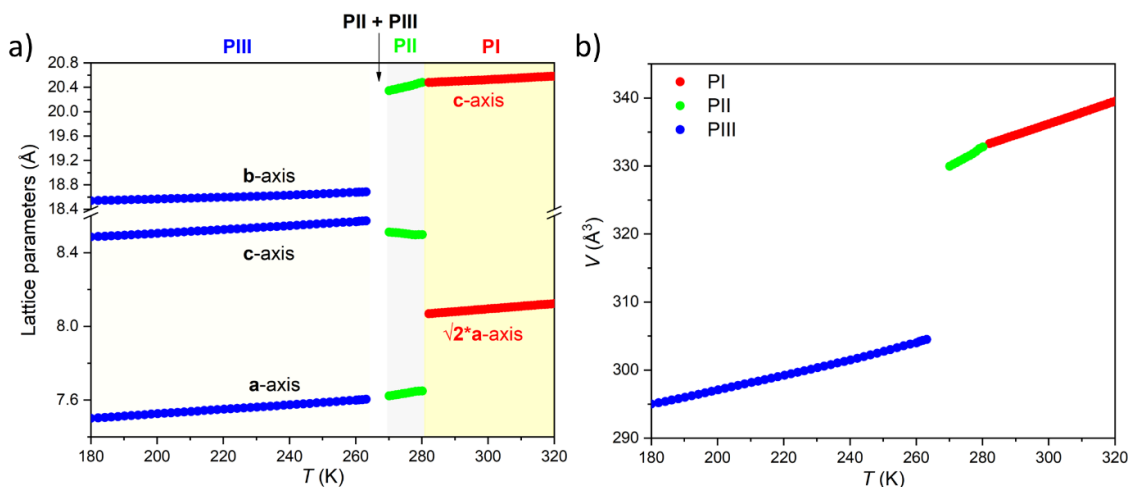 a)
PII + PIII
PIII
PII
PI
20.8
20.4
20.0
19.6
19.2
18.8
18.4
8.4
8.0
7.6
Lattice parameters (Å)
c-axis
b-axis
c-axis
√2*a-axis
a-axis
180 200 220 240 260 280 300 320
T (K)
b)
PI
PII
PIII
340
330
320
305
300
295
290
V (Å³)
180 200 220 240 260 280 300 320
T (K)